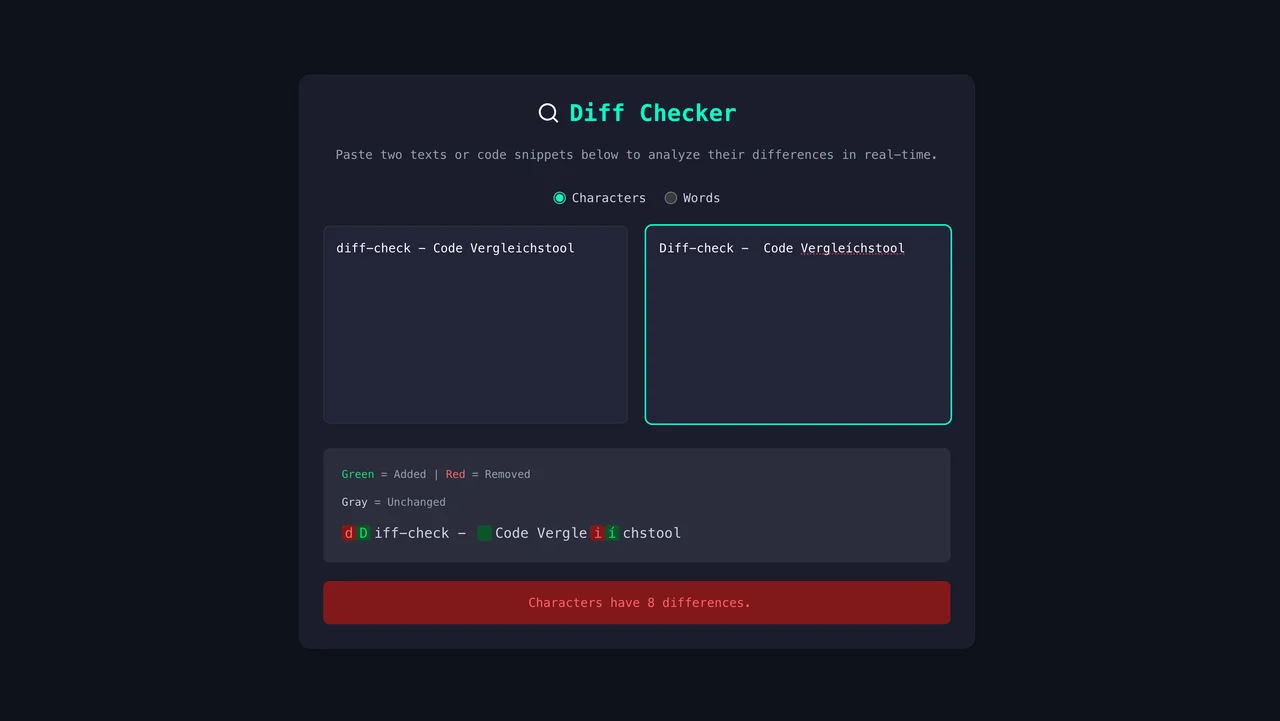 Diff Checker
Paste two texts or code snippets below to analyze their differences in real-time.
Characters Words
diff-check - Code Vergleichstool
Diff-check -  Code Vergleíchstool
Green = Added | Red = Removed
Gray = Unchanged
dDiff-check -  Code Vergleiíchstool
Characters have 8 differences.